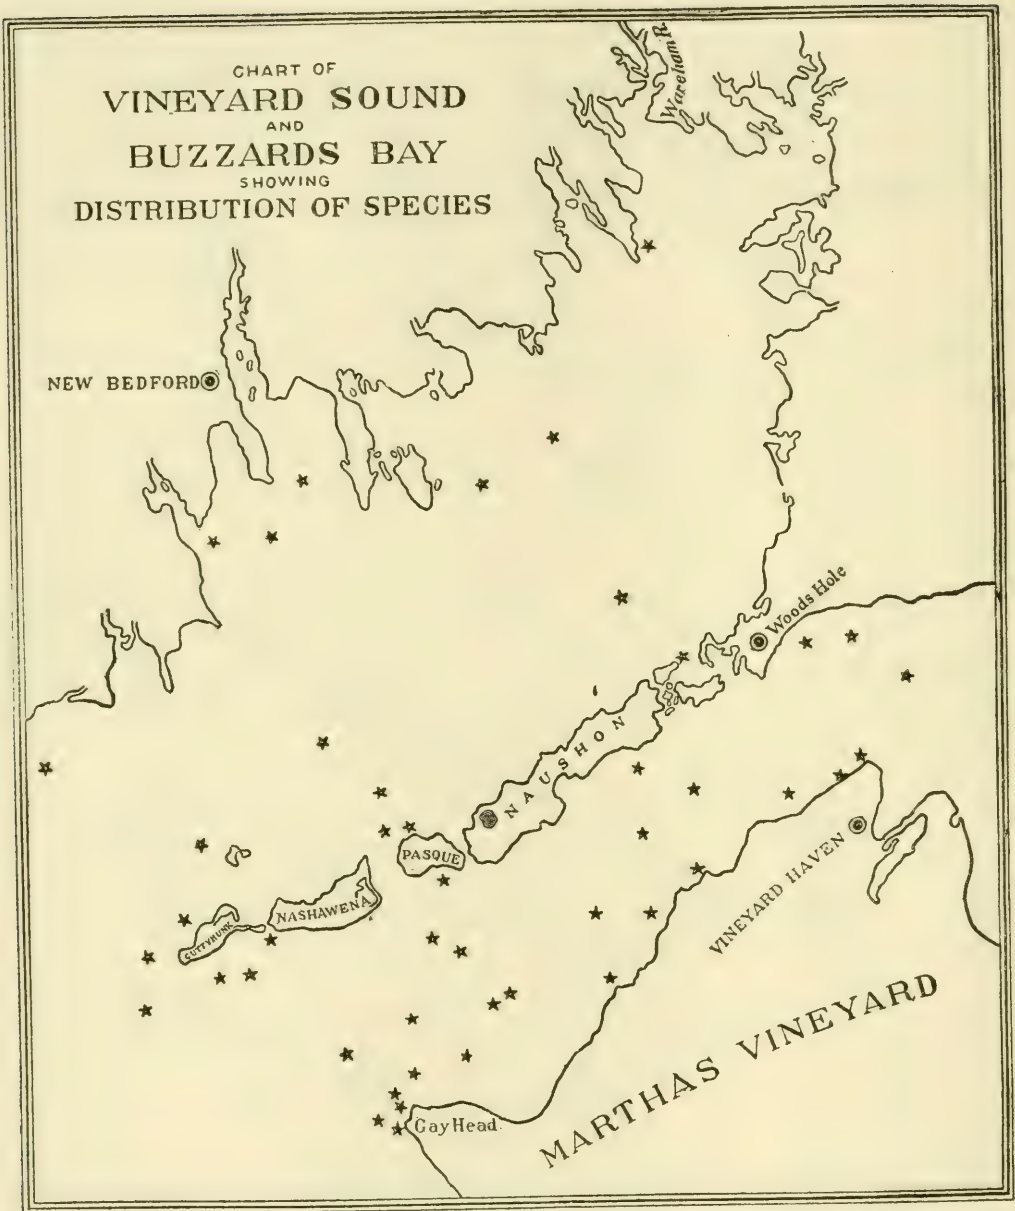 CHART OF
VINEYARD SOUND
AND
BUZZARDS BAY
SHOWING
DISTRIBUTION OF SPECIES
Wareham R.
NEW BEDFORD
Woods Hole
NAUSHON
PASQUE
NASHAWENA
CUTTYHUNK
VINEYARD HAVEN
MARTHAS VINEYARD
Gay Head